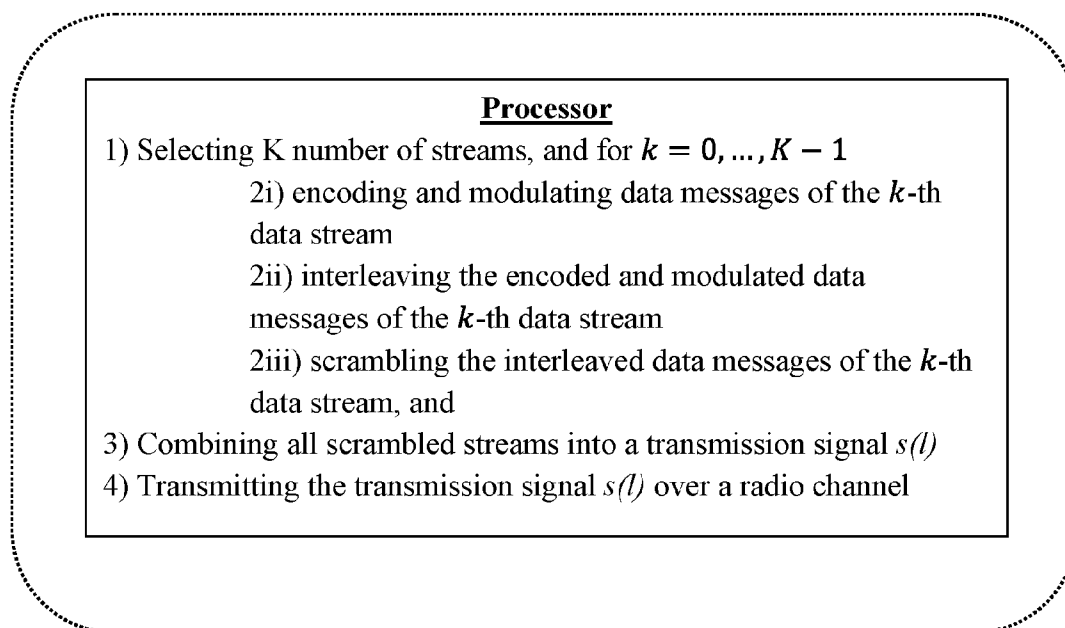 Processor
1) Selecting K number of streams, and for k = 0, ..., K − 1
2i) encoding and modulating data messages of the k-th
data stream
2ii) interleaving the encoded and modulated data
messages of the k-th data stream
2iii) scrambling the interleaved data messages of the k-th
data stream, and
3) Combining all scrambled streams into a transmission signal s(l)
4) Transmitting the transmission signal s(l) over a radio channel